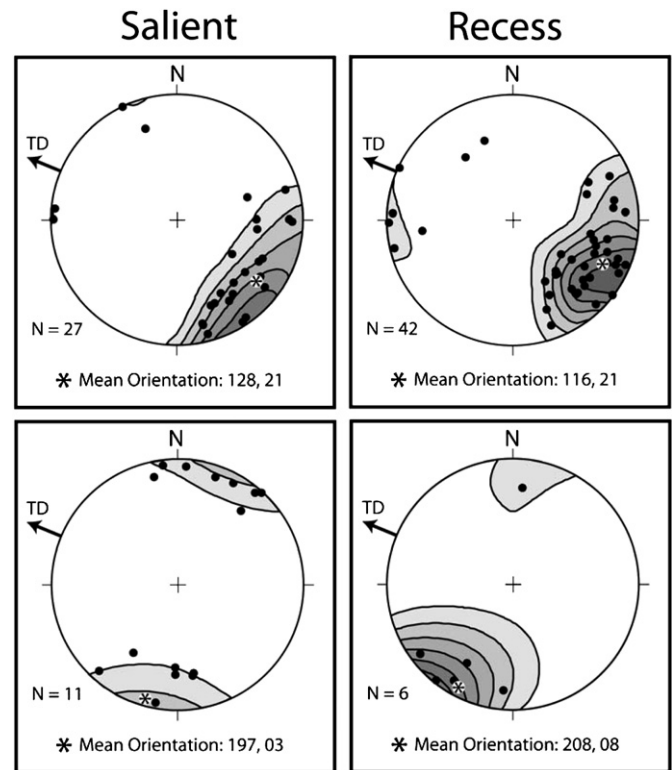 Salient
Recess
N
TD
N = 27
* Mean Orientation: 128, 21
N
TD
N = 42
* Mean Orientation: 116, 21
N
TD
N = 11
* Mean Orientation: 197, 03
N
TD
N = 6
* Mean Orientation: 208, 08